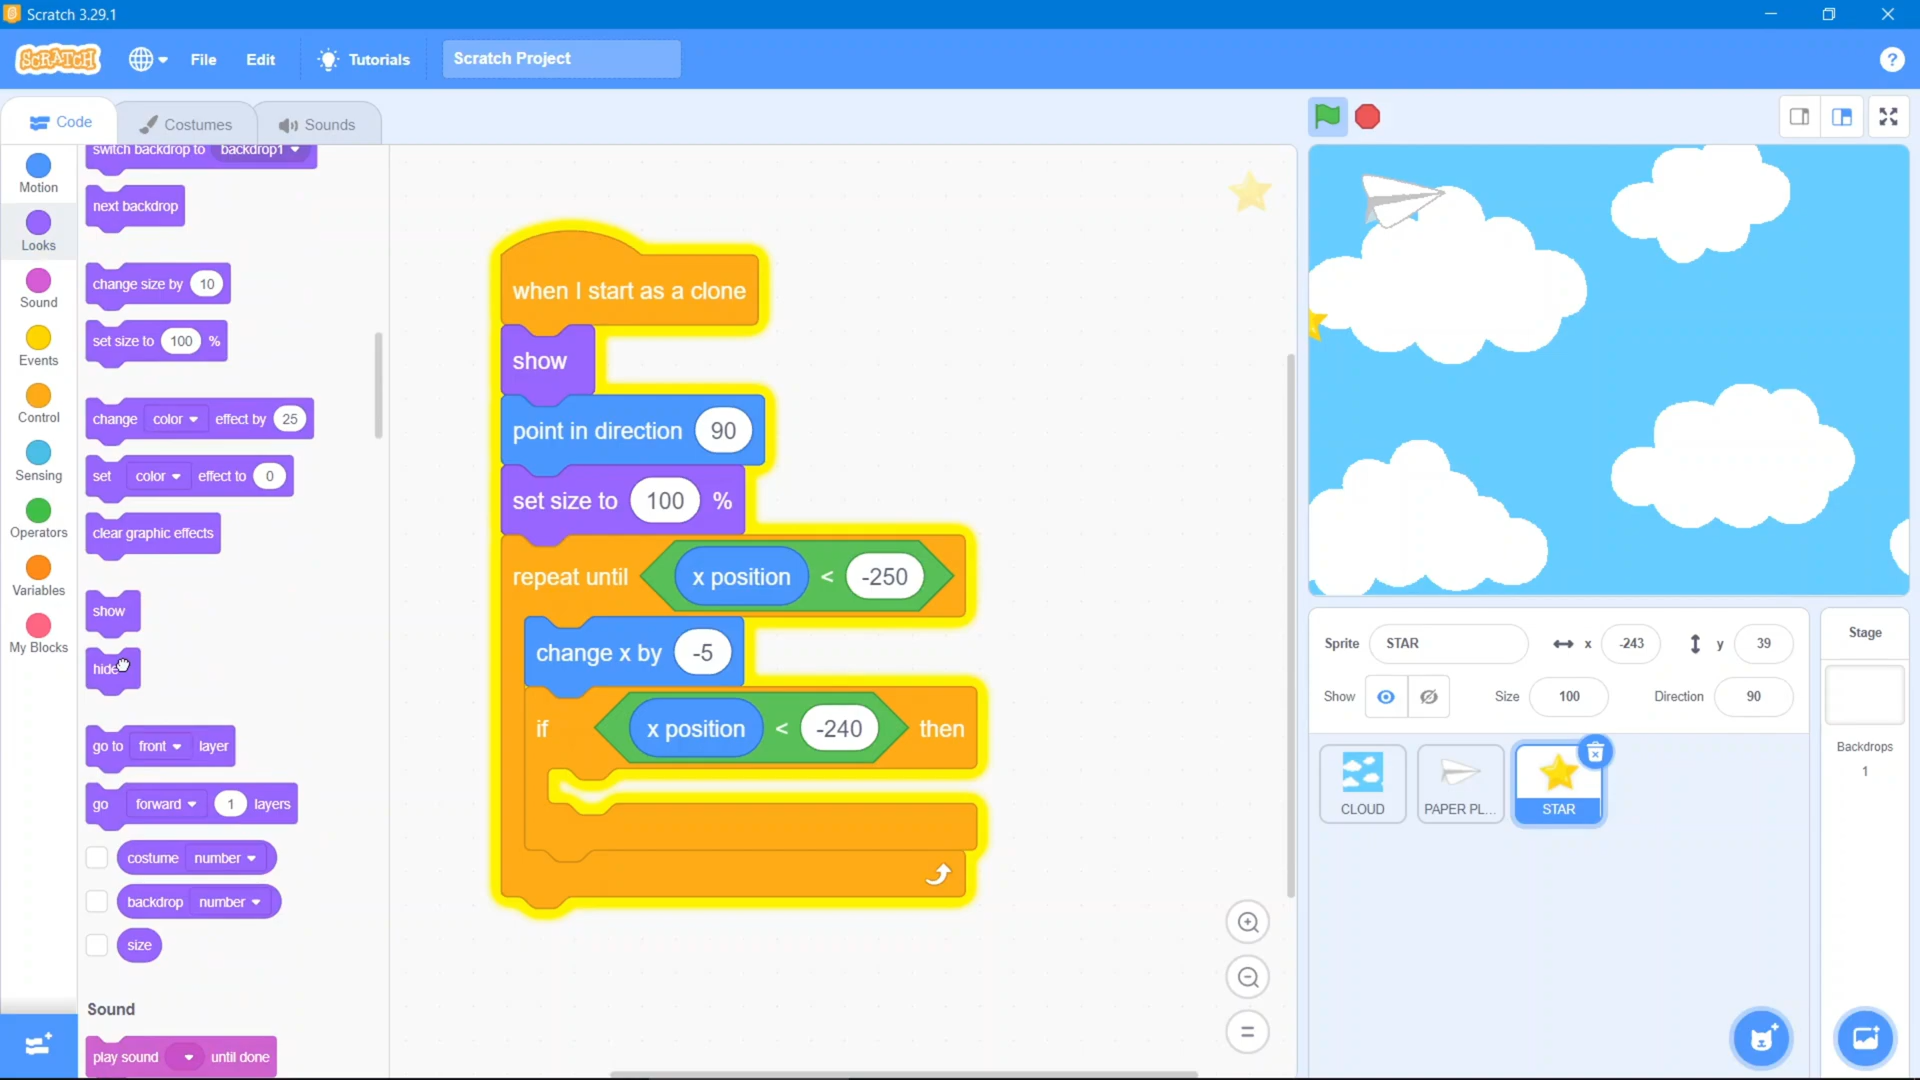 Scratch 3.29.1
SCRATCH
File
Edit
Tutorials
Scratch Project
?
Code
Costumes
Sounds
Motion
Looks
Sound
Events
Control
Sensing
Operators
Variables
My Blocks
switch backdrop to backdrop1
next backdrop
change size by 10
set size to 100 %
change color effect by 25
set color effect to 0
clear graphic effects
show
hide
go to front layer
go forward 1 layers
costume number
backdrop number
size
Sound
play sound until done
when I start as a clone
show
point in direction 90
set size to 100 %
repeat until x position < -250
change x by -5
if x position < -240 then
Sprite STAR x -243 y 39
Show Size 100 Direction 90
CLOUD
PAPER PL...
STAR
Stage
Backdrops
1